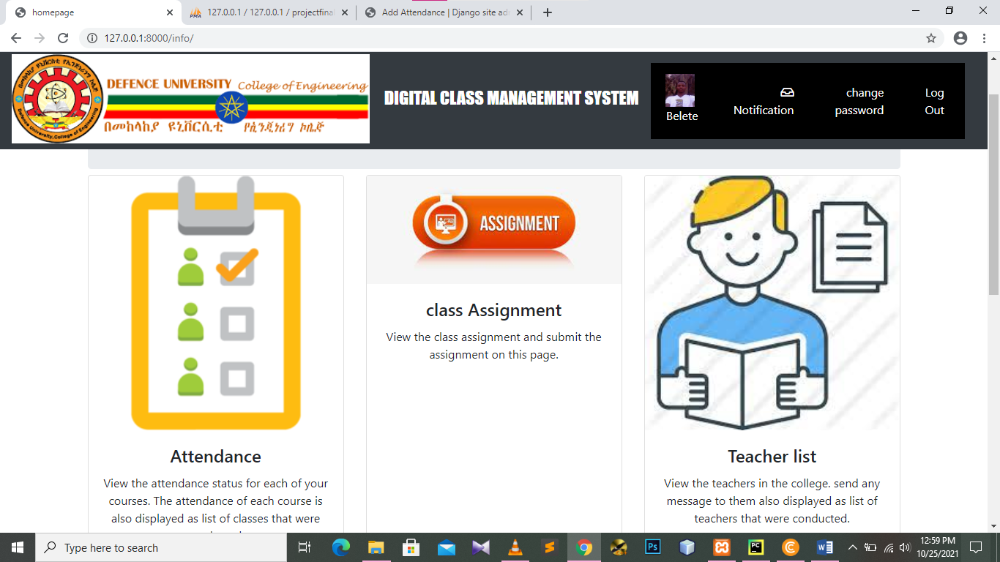 homepage
127.0.0.1 / 127.0.0.1 / projectfinal
Add Attendance | Django site ad
127.0.0.1:8000/info/
DEFENCE UNIVERSITY College of Engineering
በመከላከያ ዩኒቨርሲቲ የኢንጂነሪንግ ኮሌጅ
Defence University, College of Engineering
DIGITAL CLASS MANAGEMENT SYSTEM
Belete
Notification
change
password
Log
Out
ASSIGNMENT
class Assignment
View the class assignment and submit the
assignment on this page.
Attendance
View the attendance status for each of your
courses. The attendance of each course is
also displayed as list of classes that were
Teacher list
View the teachers in the college. send any
message to them also displayed as list of
teachers that were conducted.
Type here to search
12:59 PM
10/25/2021